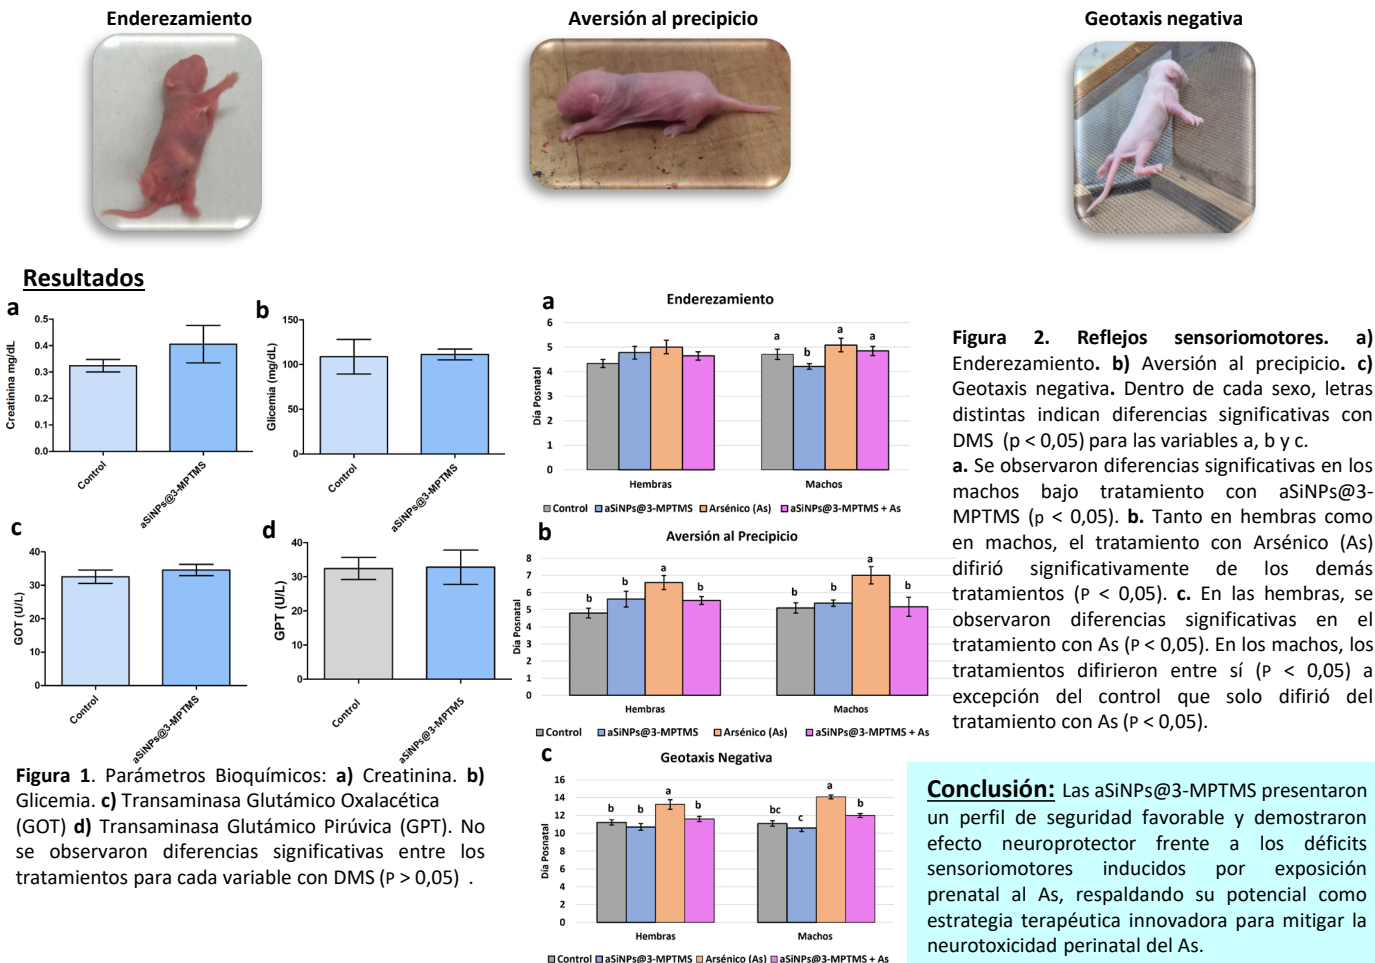 Enderezamiento
Aversión al precipicio
Geotaxis negativa
Resultados
a
0.5
0.4
0.3
0.2
0.1
0.0
Creatinina mg/dL
Control
aSiNPs@3-MPTMS
b
150
100
50
0
Glicemia (mg/dL)
Control
aSiNPs@3-MPTMS
c
40
30
20
10
0
GOT (U/L)
Control
aSiNPs@3-MPTMS
d
40
30
20
10
0
GPT (U/L)
Control
aSiNPs@3-MPTMS
Figura 1. Parámetros Bioquímicos: a) Creatinina. b)
Glicemia. c) Transaminasa Glutámico Oxalacética
(GOT) d) Transaminasa Glutámico Pirúvica (GPT). No
se observaron diferencias significativas entre los
tratamientos para cada variable con DMS (P > 0,05) .
a
Enderezamiento
6
5
4
3
2
1
0
Día Posnatal
a
b
a
a
Hembras
Machos
Control aSiNPs@3-MPTMS Arsénico (As) aSiNPs@3-MPTMS + As
b
Aversión al Precipicio
8
7
6
5
4
3
2
1
0
Día Posnatal
b
b
a
b
b
b
a
b
Hembras
Machos
Control aSiNPs@3-MPTMS Arsénico (As) aSiNPs@3-MPTMS + As
c
Geotaxis Negativa
16
14
12
10
8
6
4
2
0
Día Posnatal
b
b
a
b
bc
c
a
b
Hembras
Machos
Control aSiNPs@3-MPTMS Arsénico (As) aSiNPs@3-MPTMS + As
Figura 2. Reflejos sensoriomotores. a)
Enderezamiento. b) Aversión al precipicio. c)
Geotaxis negativa. Dentro de cada sexo, letras
distintas indican diferencias significativas con
DMS (p < 0,05) para las variables a, b y c.
a. Se observaron diferencias significativas en los
machos bajo tratamiento con aSiNPs@3-
MPTMS (p < 0,05). b. Tanto en hembras como
en machos, el tratamiento con Arsénico (As)
difirió significativamente de los demás
tratamientos (P < 0,05). c. En las hembras, se
observaron diferencias significativas en el
tratamiento con As (P < 0,05). En los machos, los
tratamientos difirieron entre sí (P < 0,05) a
excepción del control que solo difirió del
tratamiento con As (P < 0,05).
Conclusión: Las aSiNPs@3-MPTMS presentaron
un perfil de seguridad favorable y demostraron
efecto neuroprotector frente a los déficits
sensoriomotores inducidos por exposición
prenatal al As, respaldando su potencial como
estrategia terapéutica innovadora para mitigar la
neurotoxicidad perinatal del As.